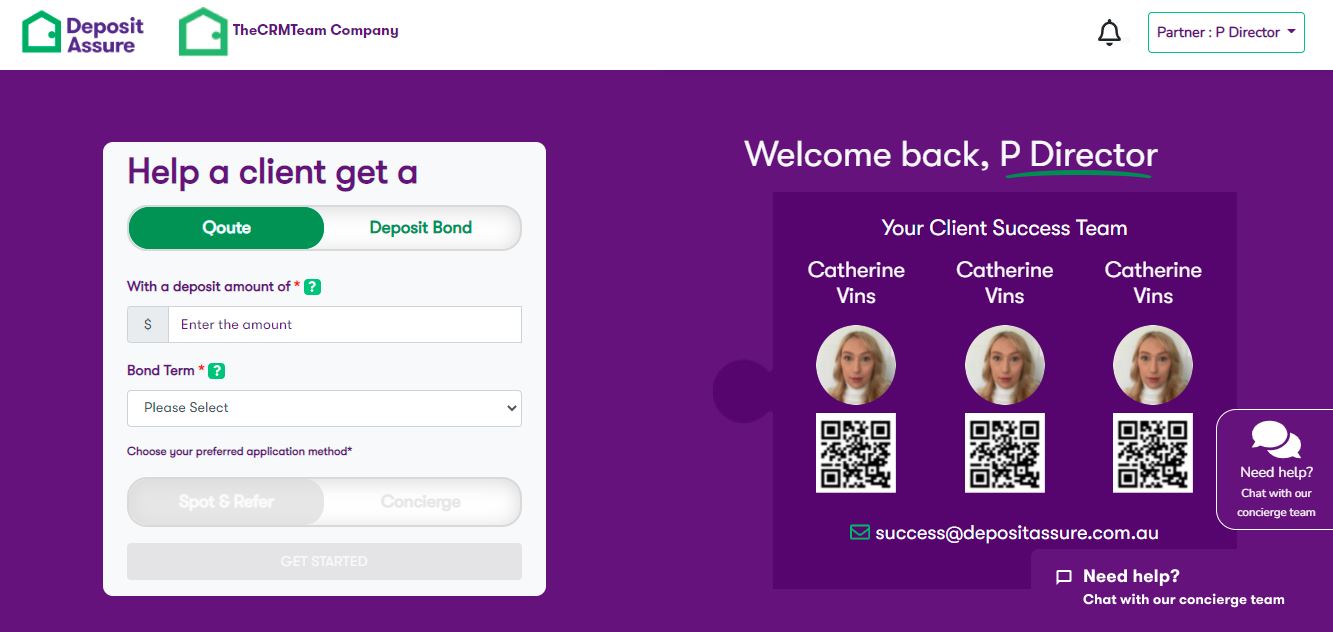 Deposit
Assure
TheCRMTeam Company
Partner : P Director
Help a client get a
Qoute
Deposit Bond
With a deposit amount of * ?
$
Enter the amount
Bond Term * ?
Please Select
Choose your preferred application method*
Spot & Refer
Concierge
GET STARTED
Welcome back, P Director
Your Client Success Team
Catherine
Vins
Catherine
Vins
Catherine
Vins
success@depositassure.com.au
Need help?
Chat with our
concierge team
Need help?
Chat with our concierge team